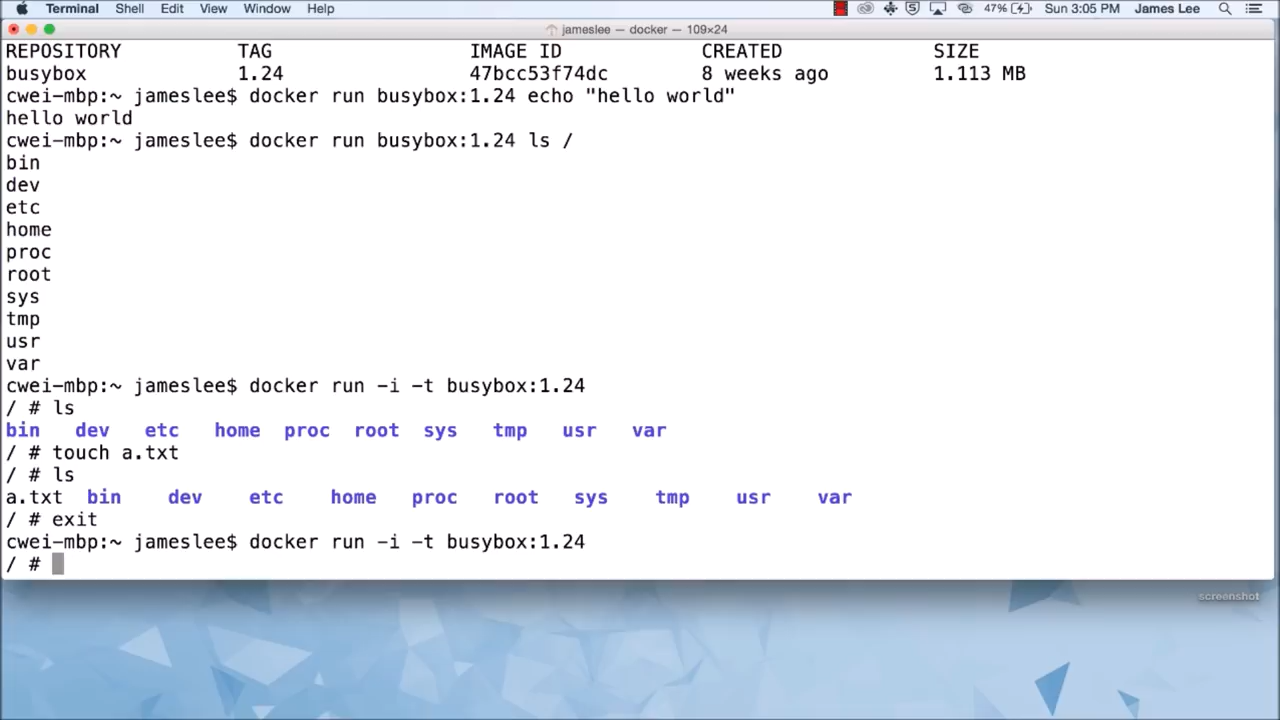 Terminal Shell Edit View Window Help 47% Sun 3:05 PM James Lee
jameslee — docker — 109×24
REPOSITORY TAG IMAGE ID CREATED SIZE
busybox 1.24 47bcc53f74dc 8 weeks ago 1.113 MB
cwei-mbp:~ jameslee$ docker run busybox:1.24 echo "hello world"
hello world
cwei-mbp:~ jameslee$ docker run busybox:1.24 ls /
bin
dev
etc
home
proc
root
sys
tmp
usr
var
cwei-mbp:~ jameslee$ docker run -i -t busybox:1.24
/ # ls
bin dev etc home proc root sys tmp usr var
/ # touch a.txt
/ # ls
a.txt bin dev etc home proc root sys tmp usr var
/ # exit
cwei-mbp:~ jameslee$ docker run -i -t busybox:1.24
/ #
screenshot